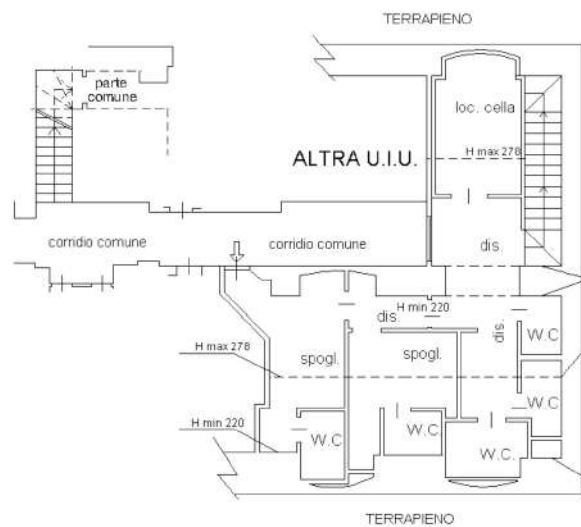 TERRAPIENO
parte
comune
loc. cella
ALTRA U.I.U.
H max 278
corridio comune
corridio comune
dis.
H min 220
dis.
dis.
W.C
H max 278
spogl.
spogl.
W.C
H min 220
W.C
W.C.
W.C.
TERRAPIENO